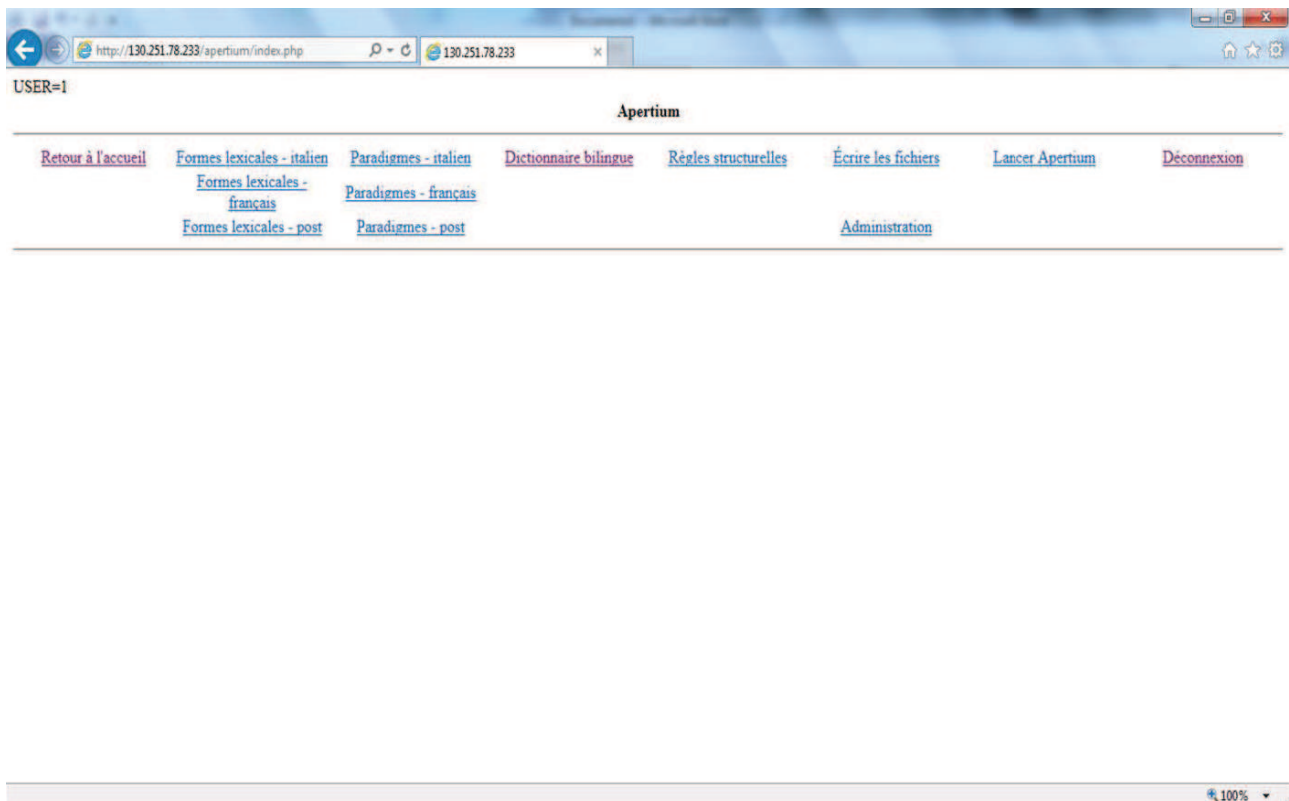 http://130.251.78.233/apertium/index.php 130.251.78.233
USER=1
Apertium
Retour à l'accueil Formes lexicales - italien Paradigmes - italien Dictionnaire bilingue Règles structurelles Écrire les fichiers Lancer Apertium Déconnexion
Formes lexicales -
français Paradigmes - français
Formes lexicales - post Paradigmes - post Administration
100%